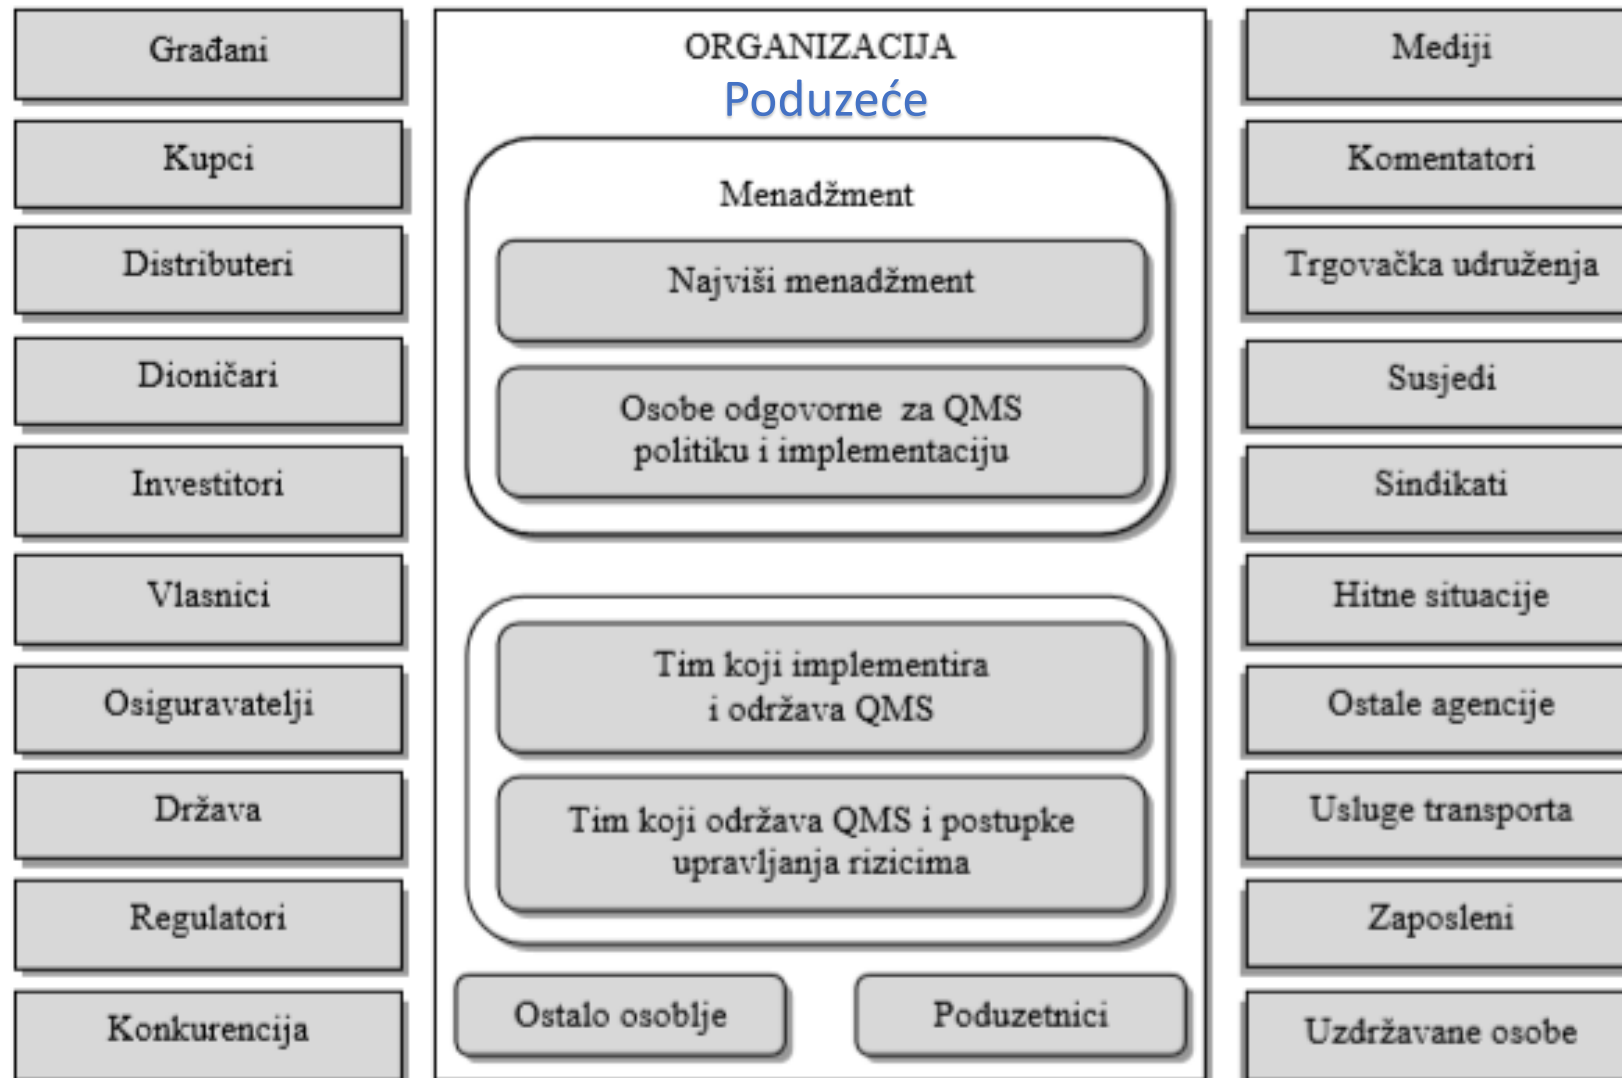 Građani
Kupci
Distributeri
Dioničari
Investitori
Vlasnici
Osiguravatelji
Država
Regulatori
Konkurencija
ORGANIZACIJA
Poduzeće
Menadžment
Najviši menadžment
Osobe odgovorne za QMS
politiku i implementaciju
Tim koji implementira
i održava QMS
Tim koji održava QMS i postupke
upravljanja rizicima
Ostalo osoblje
Poduzetnici
Mediji
Komentatori
Trgovačka udruženja
Susjedi
Sindikati
Hitne situacije
Ostale agencije
Usluge transporta
Zaposleni
Uzdržavane osobe